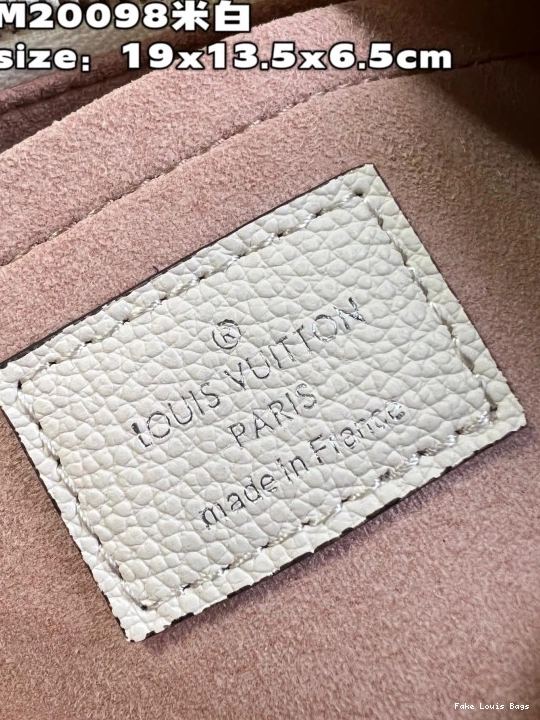 M20098米白
size：19x13.5x6.5cm
®
LOUIS VUITTON
PARIS
made in France
Fake Louis Bags